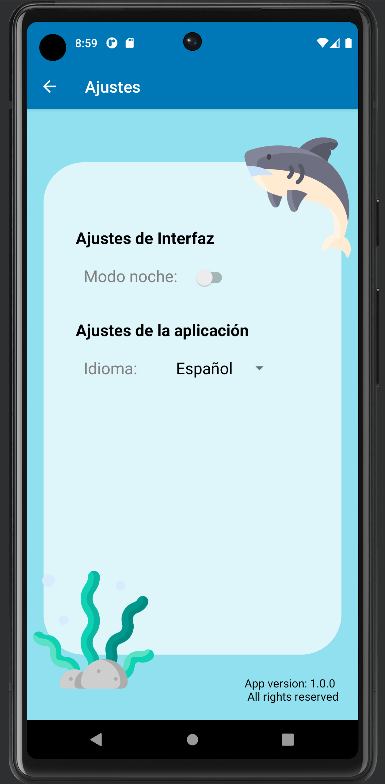 8:59
Ajustes
Ajustes de Interfaz
Modo noche:
Ajustes de la aplicación
Idioma: Español
App version: 1.0.0
All rights reserved